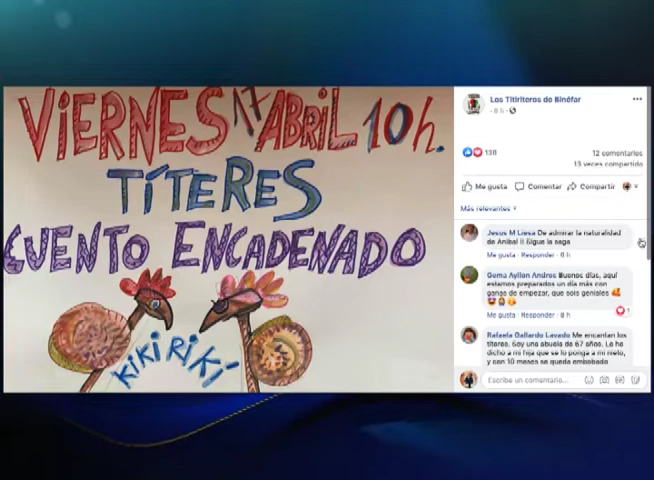 VIERNES 17 ABRIL 10h.
TÍTERES
CUENTO ENCADENADO
KIKIRIKÍ
Los Titiriteros de Binéfar
8 h
138
12 comentarios
13 veces compartida
Me gusta Comentar Compartir
Más relevantes
Jesus M Liesa De admirar la naturalidad
de Anibal !! Sigue la saga
Me gusta · Responder · 8 h
Gema Ayllon Andros Buenos días, aquí
estamos preparados un día más con
ganas de empezar, que sois geniales
1
Me gusta · Responder · 8 h
Rafaela Gallardo Lavado Me encantan los
títeres. Soy una abuela de 67 años. Le he
dicho a mi hija que se lo ponga a mi nieto,
y con 10 meses se queda embobado
Escribe un comentario...